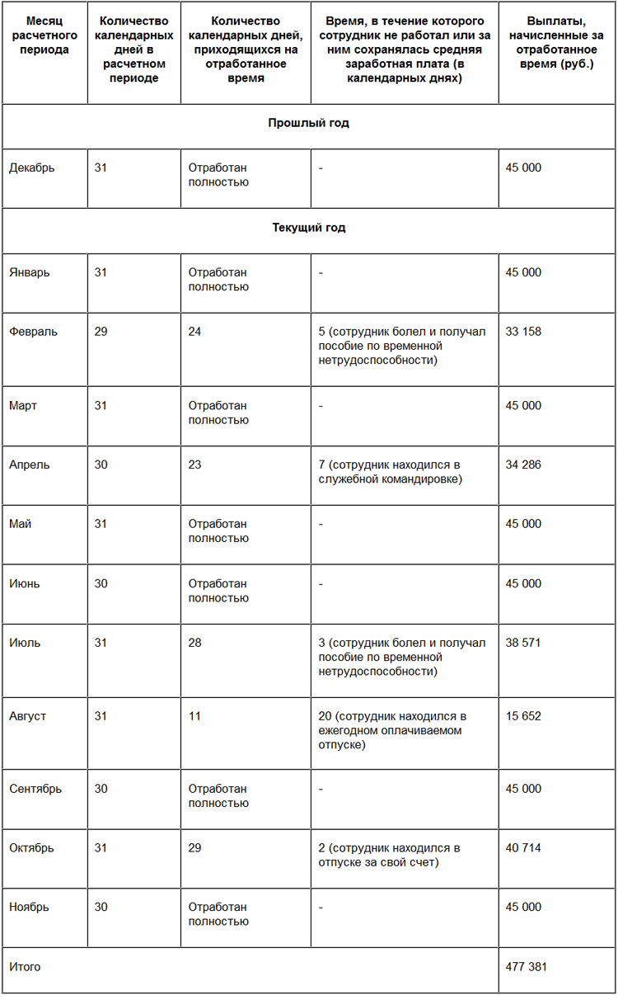 Месяц расчетного периода
Количество календарных дней в расчетном периоде
Количество календарных дней, приходящихся на отработанное время
Время, в течение которого сотрудник не работал или за ним сохранялась средняя заработная плата (в календарных днях)
Выплаты, начисленные за отработанное время (руб.)
Прошлый год
Декабрь
31
Отработан полностью
-
45 000
Текущий год
Январь
31
Отработан полностью
-
45 000
Февраль
29
24
5 (сотрудник болел и получал пособие по временной нетрудоспособности)
33 158
Март
31
Отработан полностью
-
45 000
Апрель
30
23
7 (сотрудник находился в служебной командировке)
34 286
Май
31
Отработан полностью
-
45 000
Июнь
30
Отработан полностью
-
45 000
Июль
31
28
3 (сотрудник болел и получал пособие по временной нетрудоспособности)
38 571
Август
31
11
20 (сотрудник находился в ежегодном оплачиваемом отпуске)
15 652
Сентябрь
30
Отработан полностью
-
45 000
Октябрь
31
29
2 (сотрудник находился в отпуске за свой счет)
40 714
Ноябрь
30
Отработан полностью
-
45 000
Итого
477 381